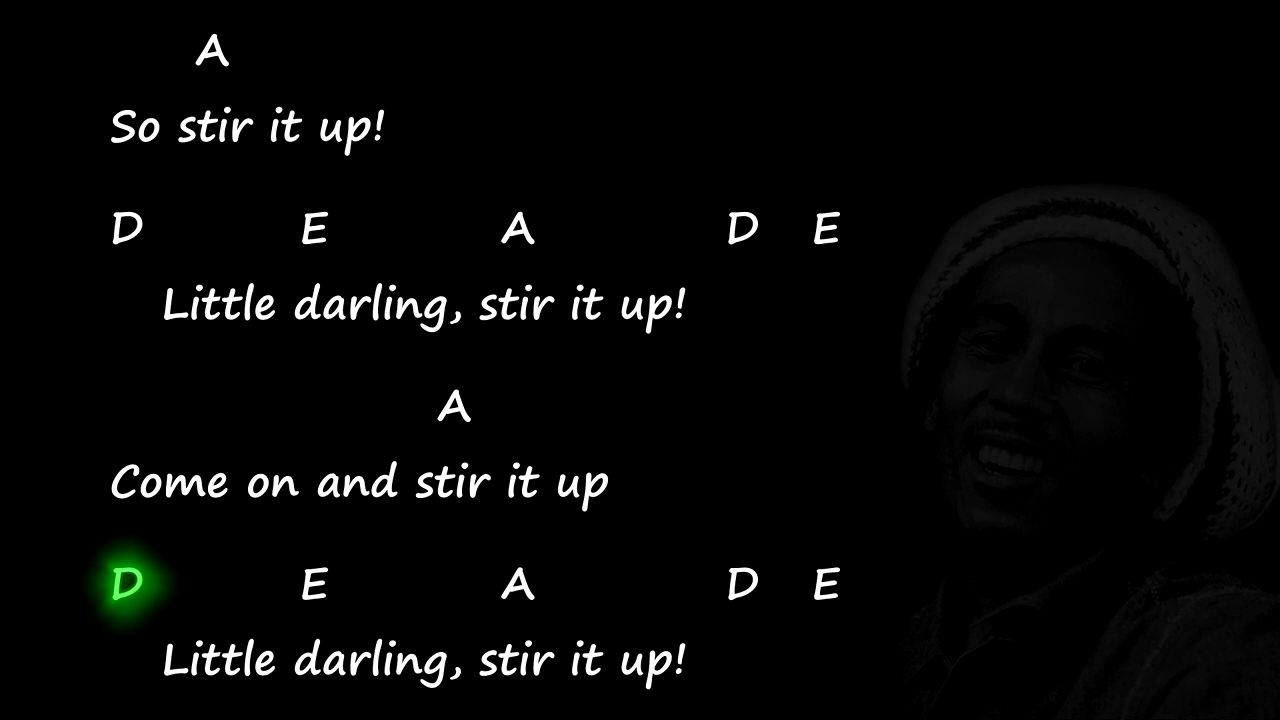 A
So stir it up!
D E A D E
Little darling, stir it up!
A
Come on and stir it up
D E A D E
Little darling, stir it up!